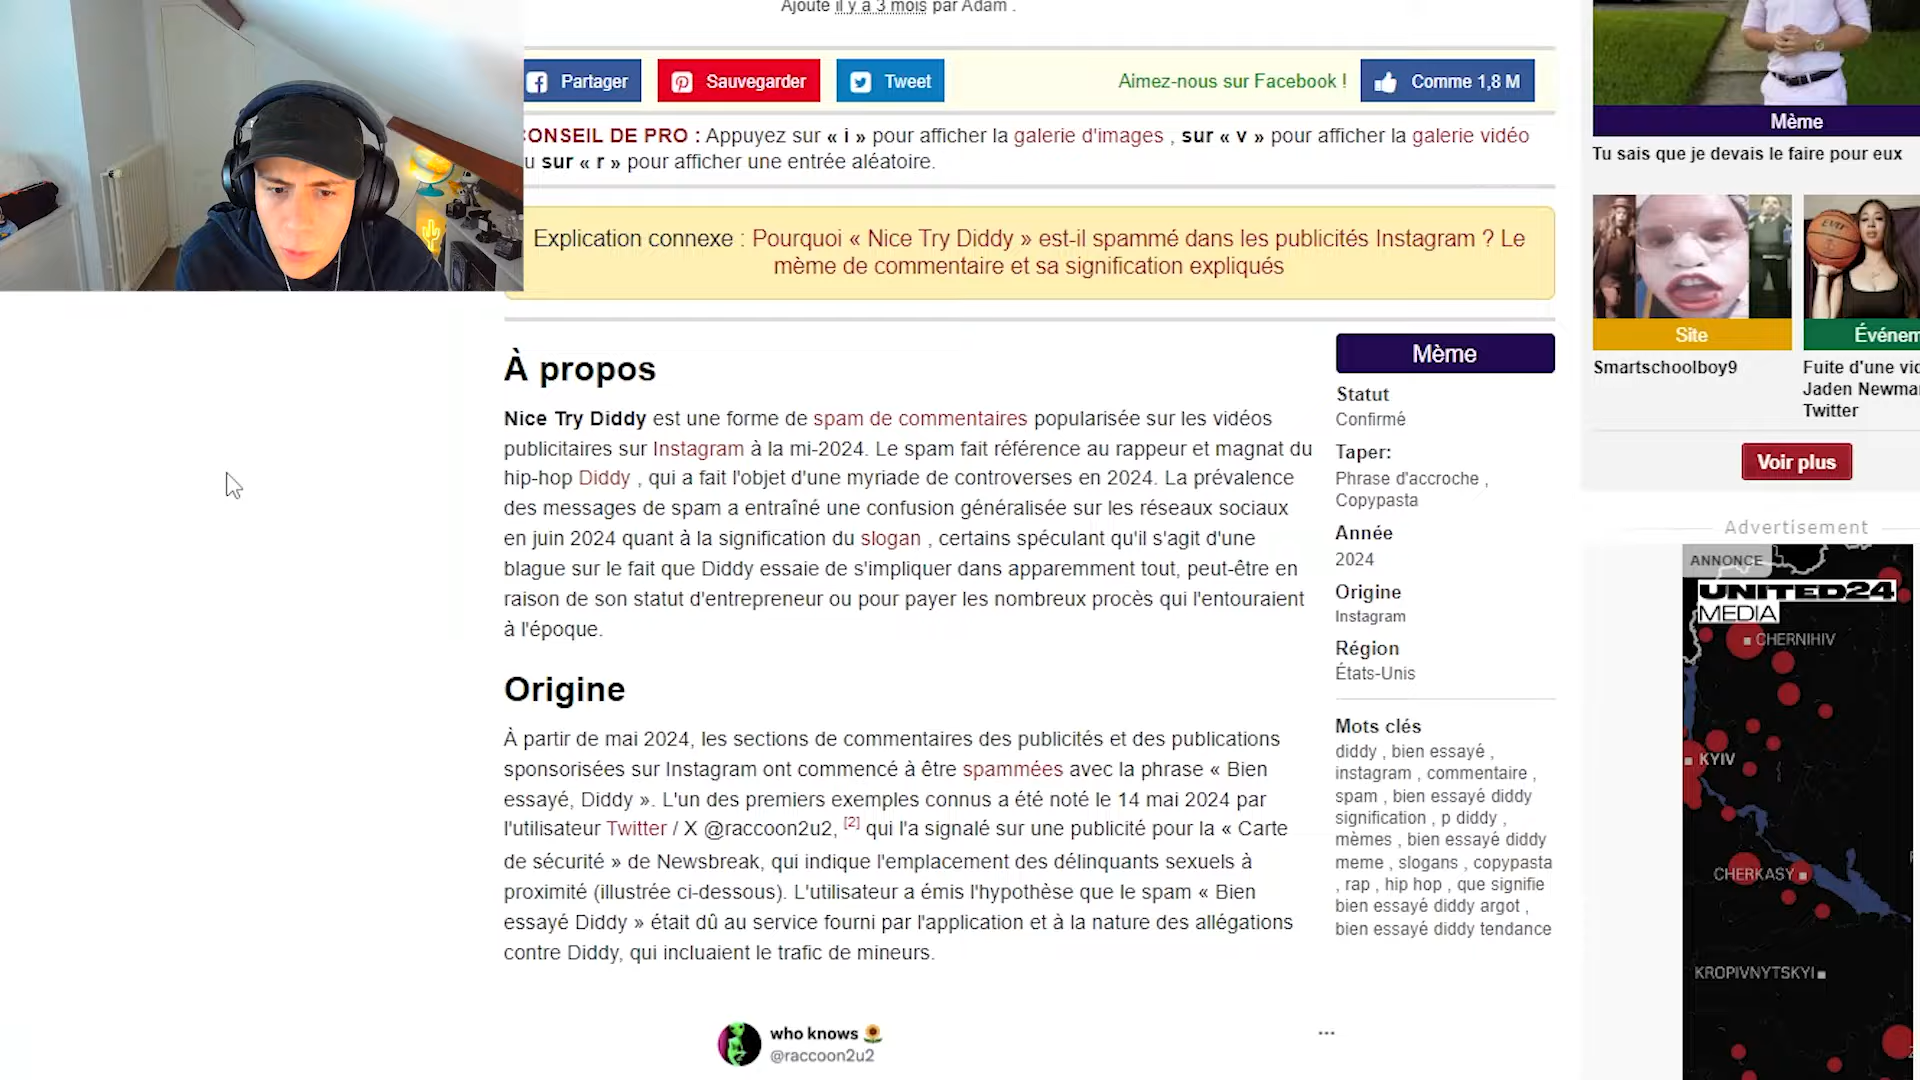 Ajouté il y a 3 mois par Adam .
Partager
Sauvegarder
Tweet
Aimez-nous sur Facebook !
Comme 1,8 M
CONSEIL DE PRO : Appuyez sur « i » pour afficher la galerie d'images , sur « v » pour afficher la galerie vidéo
u sur « r » pour afficher une entrée aléatoire.
Explication connexe : Pourquoi « Nice Try Diddy » est-il spammé dans les publicités Instagram ? Le
mème de commentaire et sa signification expliqués
À propos
Nice Try Diddy est une forme de spam de commentaires popularisée sur les vidéos
publicitaires sur Instagram à la mi-2024. Le spam fait référence au rappeur et magnat du
hip-hop Diddy , qui a fait l'objet d'une myriade de controverses en 2024. La prévalence
des messages de spam a entraîné une confusion généralisée sur les réseaux sociaux
en juin 2024 quant à la signification du slogan , certains spéculant qu'il s'agit d'une
blague sur le fait que Diddy essaie de s'impliquer dans apparemment tout, peut-être en
raison de son statut d'entrepreneur ou pour payer les nombreux procès qui l'entouraient
à l'époque.
Origine
À partir de mai 2024, les sections de commentaires des publicités et des publications
sponsorisées sur Instagram ont commencé à être spammées avec la phrase « Bien
essayé, Diddy ». L'un des premiers exemples connus a été noté le 14 mai 2024 par
l'utilisateur Twitter / X @raccoon2u2, [2] qui l'a signalé sur une publicité pour la « Carte
de sécurité » de Newsbreak, qui indique l'emplacement des délinquants sexuels à
proximité (illustrée ci-dessous). L'utilisateur a émis l'hypothèse que le spam « Bien
essayé Diddy » était dû au service fourni par l'application et à la nature des allégations
contre Diddy, qui incluaient le trafic de mineurs.
who knows 🌻
@raccoon2u2
...
Mème
Statut
Confirmé
Taper:
Phrase d'accroche ,
Copypasta
Année
2024
Origine
Instagram
Région
États-Unis
Mots clés
diddy , bien essayé ,
instagram , commentaire ,
spam , bien essayé diddy
signification , p diddy ,
mèmes , bien essayé diddy
meme , slogans , copypasta
, rap , hip hop , que signifie
bien essayé diddy argot ,
bien essayé diddy tendance
Mème
Tu sais que je devais le faire pour eux
Site
Smartschoolboy9
Événem
Fuite d'une vid
Jaden Newma
Twitter
Voir plus
Advertisement
ANNONCE
UNITED24
MEDIA
CHERNIHIV
KYIV
CHERKASY
KROPIVNYTSKYI